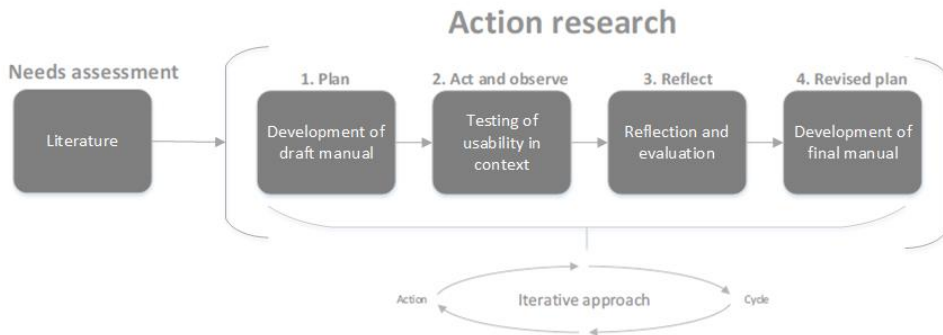 Action research
Needs assessment
1. Plan
2. Act and observe
3. Reflect
4. Revised plan
Literature
Development of
draft manual
Testing of
usability in
context
Reflection and
evaluation
Development of
final manual
Action
Iterative approach
Cycle